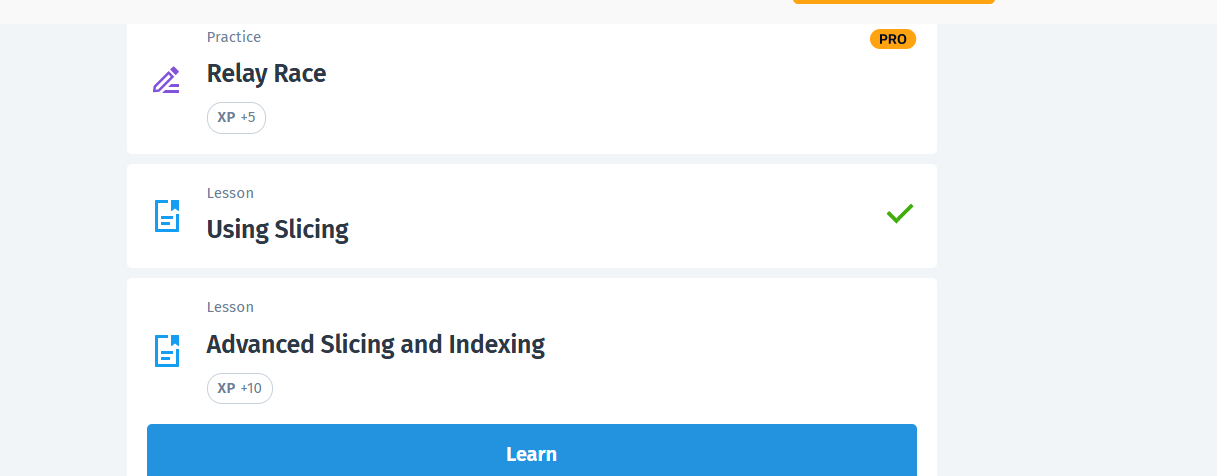 Practice
PRO
Relay Race
XP +5
Lesson
Using Slicing
Lesson
Advanced Slicing and Indexing
XP +10
Learn